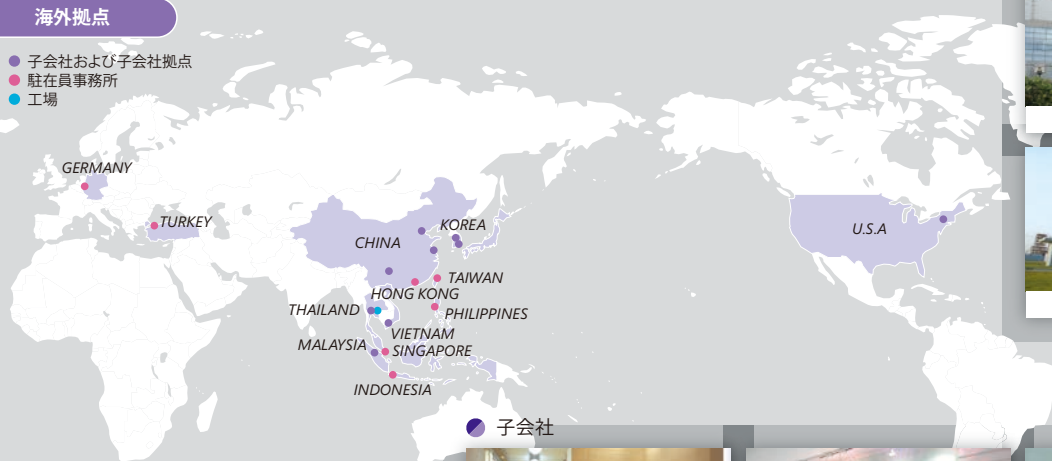 海外拠点
子会社および子会社拠点
駐在員事務所
工場
GERMANY
TURKEY
KOREA
CHINA
U.S.A
TAIWAN
HONG KONG
THAILAND
PHILIPPINES
VIETNAM
MALAYSIA
SINGAPORE
INDONESIA
子会社